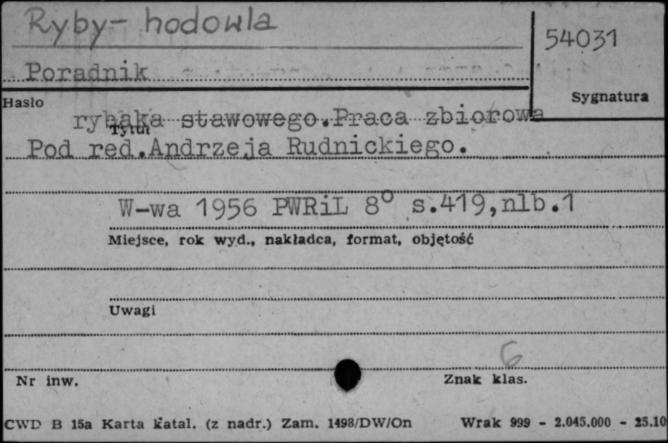 Ryby - hodowla
54031
Poradnik
Hasło
Sygnatura
rybaka stawowego.Praca zbiorowa
Tytuł
Pod red.Andrzeja Rudnickiego.
W-wa 1956 PWRiL 8° s.419,nlb.1
Miejsce, rok wyd., nakładca, format, objętość
Uwagi
6
Nr inw.
Znak klas.
CWD B 15a Karta katal. (z nadr.) Zam. 1498/DW/On Wrak 999 - 2.045.000 - 25.10